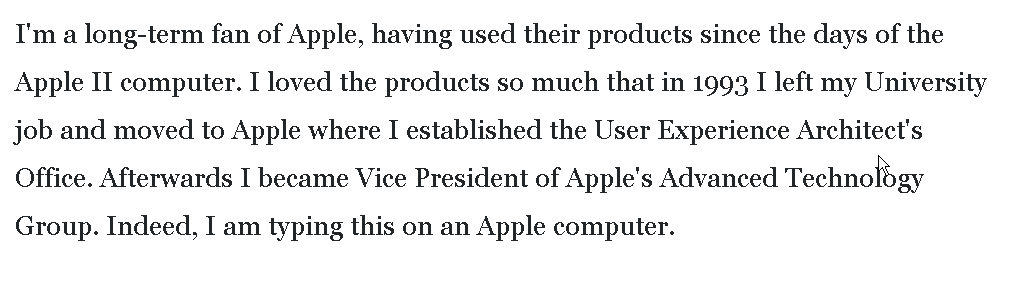 I'm a long-term fan of Apple, having used their products since the days of the
Apple II computer. I loved the products so much that in 1993 I left my University
job and moved to Apple where I established the User Experience Architect's
Office. Afterwards I became Vice President of Apple's Advanced Technology
Group. Indeed, I am typing this on an Apple computer.